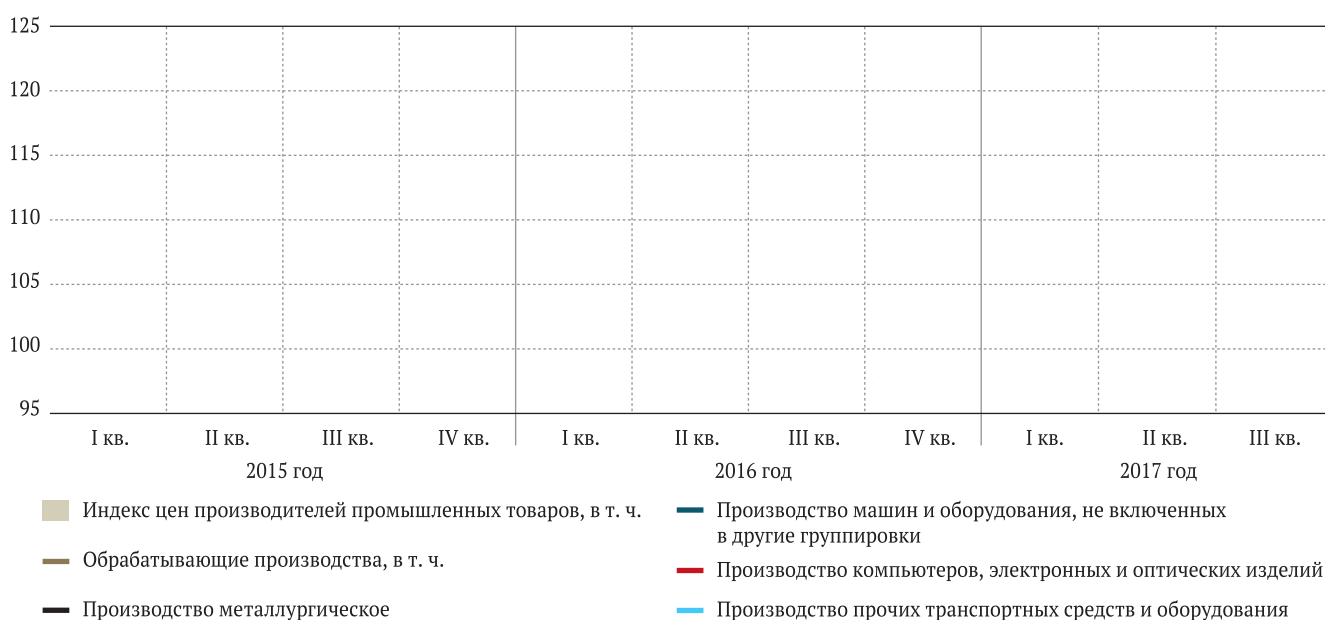 125
120
115
110
105
100
95
I кв. II кв. III кв. IV кв. I кв. II кв. III кв. IV кв. I кв. II кв. III кв.
2015 год 2016 год 2017 год
Индекс цен производителей промышленных товаров, в т. ч.
Обрабатывающие производства, в т. ч.
Производство металлургическое
Производство машин и оборудования, не включенных
в другие группировки
Производство компьютеров, электронных и оптических изделий
Производство прочих транспортных средств и оборудования